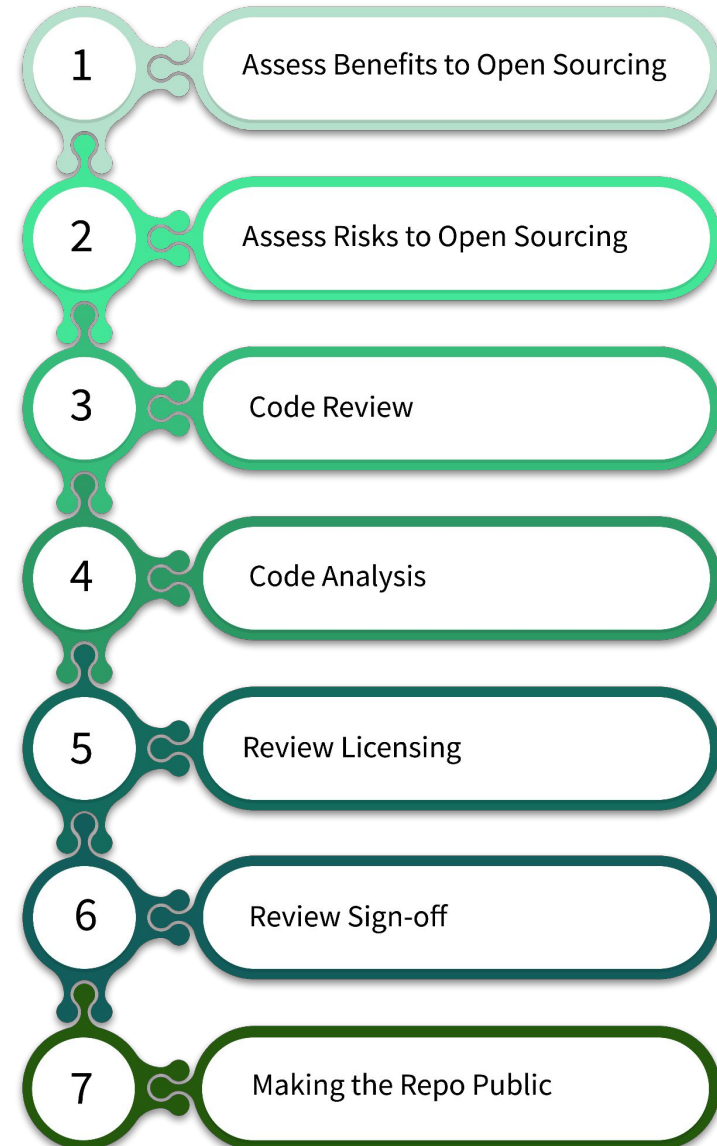 1
Assess Benefits to Open Sourcing
2
Assess Risks to Open Sourcing
3
Code Review
4
Code Analysis
5
Review Licensing
6
Review Sign-off
7
Making the Repo Public